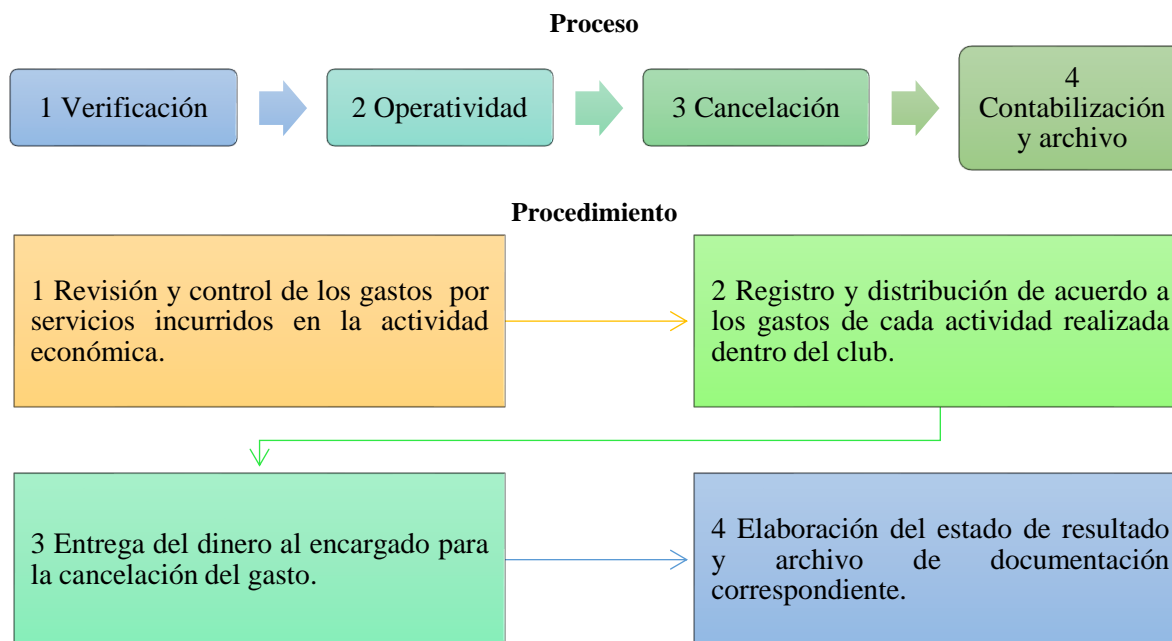 Proceso
1 Verificación
2 Operatividad
3 Cancelación
4
Contabilización
y archivo
Procedimiento
1 Revisión y control de los gastos por
servicios incurridos en la actividad
económica.
2 Registro y distribución de acuerdo a
los gastos de cada actividad realizada
dentro del club.
3 Entrega del dinero al encargado para
la cancelación del gasto.
4 Elaboración del estado de resultado
y archivo de documentación
correspondiente.